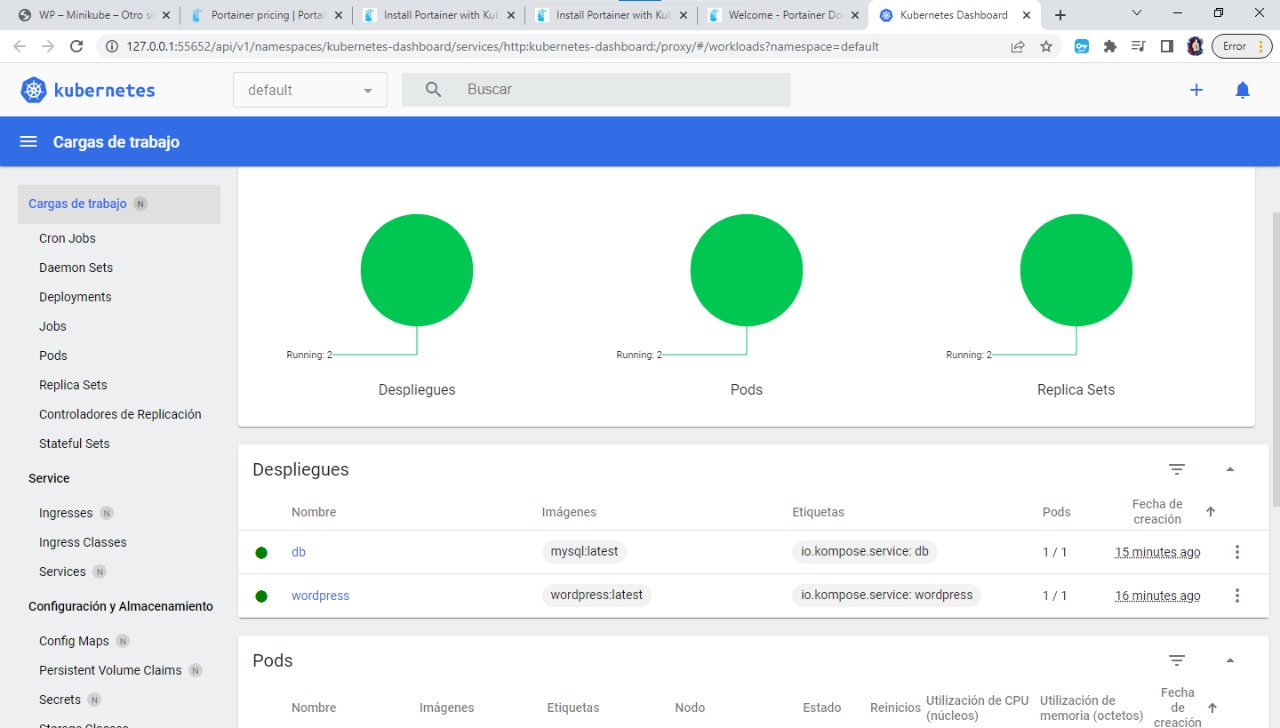 WP – Minikube – Otro si
Portainer pricing | Portai
Install Portainer with Kub
Install Portainer with Kub
Welcome - Portainer Do
Kubernetes Dashboard
127.0.0.1:55652/api/v1/namespaces/kubernetes-dashboard/services/http:kubernetes-dashboard:/proxy/#/workloads?namespace=default
Error
kubernetes
default
Buscar
Cargas de trabajo
Cargas de trabajo N
Cron Jobs
Daemon Sets
Deployments
Jobs
Pods
Replica Sets
Controladores de Replicación
Stateful Sets
Service
Ingresses N
Ingress Classes
Services N
Configuración y Almacenamiento
Config Maps N
Persistent Volume Claims N
Secrets N
Storage Classes
Running: 2
Despliegues
Running: 2
Pods
Running: 2
Replica Sets
Despliegues
Nombre Imágenes Etiquetas Pods Fecha de creación
db mysql:latest io.kompose.service: db 1 / 1 15 minutes ago
wordpress wordpress:latest io.kompose.service: wordpress 1 / 1 16 minutes ago
Pods
Nombre Imágenes Etiquetas Nodo Estado Reinicios Utilización de CPU (núcleos) Utilización de memoria (octetos) Fecha de creación